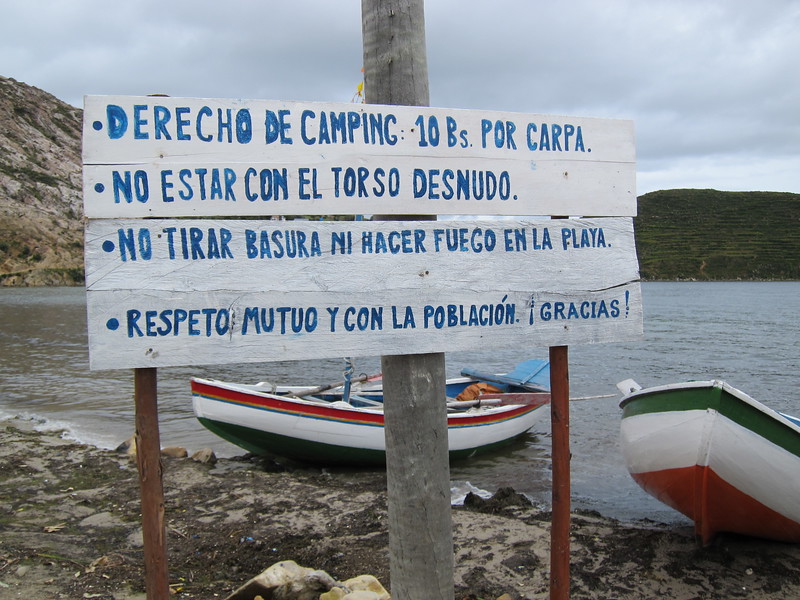 • DERECHO DE CAMPING: 10 Bs. POR CARPA.
• NO ESTAR CON EL TORSO DESNUDO.
• NO TIRAR BASURA NI HACER FUEGO EN LA PLAYA.
• RESPETO MUTUO Y CON LA POBLACIÓN. ¡GRACIAS!